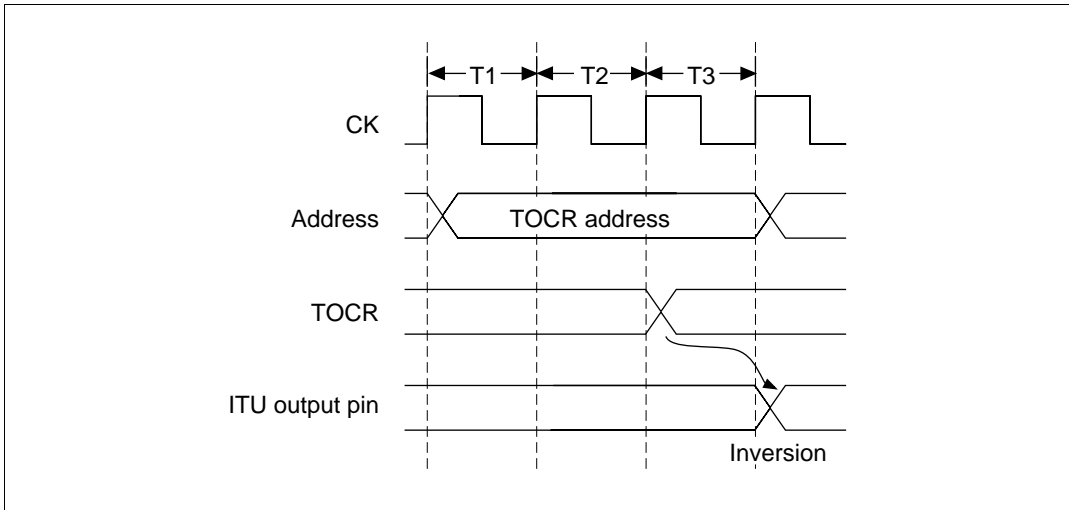 T1 T2 T3
CK
Address TOCR address
TOCR
ITU output pin
Inversion